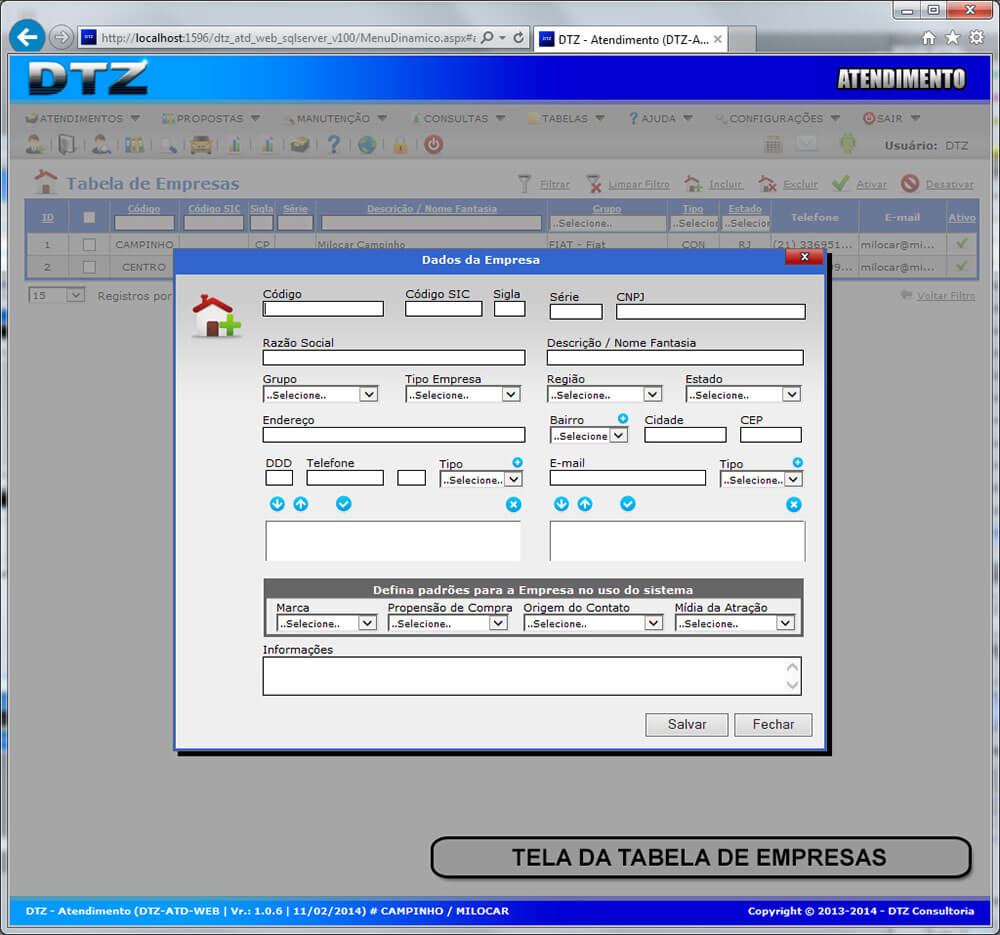 http://localhost:1596/dtz_atd_web_sqlserver_v100/MenuDinamico.aspx#a
DTZ - Atendimento (DTZ-A...
DTZ
ATENDIMENTO
ATENDIMENTOS PROPOSTAS MANUTENÇÃO CONSULTAS TABELAS AJUDA CONFIGURAÇÕES SAIR
Usuário: DTZ
Tabela de Empresas
Filtrar Limpar Filtro Incluir Excluir Ativar Desativar
ID Código Código SIC Sigla Série Descrição / Nome Fantasia Grupo Tipo Estado Telefone E-mail Ativo
..Selecione.. ..Selecion ..Selecion
1 CAMPINHO CP Milocar Campinho FIAT - Fiat CON RJ (21) 336951... milocar@mi...
2 CENTRO 09... milocar@mi...
15 Registros por
Voltar Filtro
Dados da Empresa
X
Código Código SIC Sigla Série CNPJ
Razão Social Descrição / Nome Fantasia
Grupo Tipo Empresa Região Estado
..Selecione.. ..Selecione.. ..Selecione.. ..Selecione..
Endereço Bairro Cidade CEP
..Selecione
DDD Telefone Tipo E-mail Tipo
..Selecione.. ..Selecione..
Defina padrões para a Empresa no uso do sistema
Marca Propensão de Compra Origem do Contato Mídia da Atração
..Selecione.. ..Selecione.. ..Selecione.. ..Selecione..
Informações
Salvar Fechar
TELA DA TABELA DE EMPRESAS
DTZ - Atendimento (DTZ-ATD-WEB | Vr.: 1.0.6 | 11/02/2014) # CAMPINHO / MILOCAR
Copyright © 2013-2014 - DTZ Consultoria